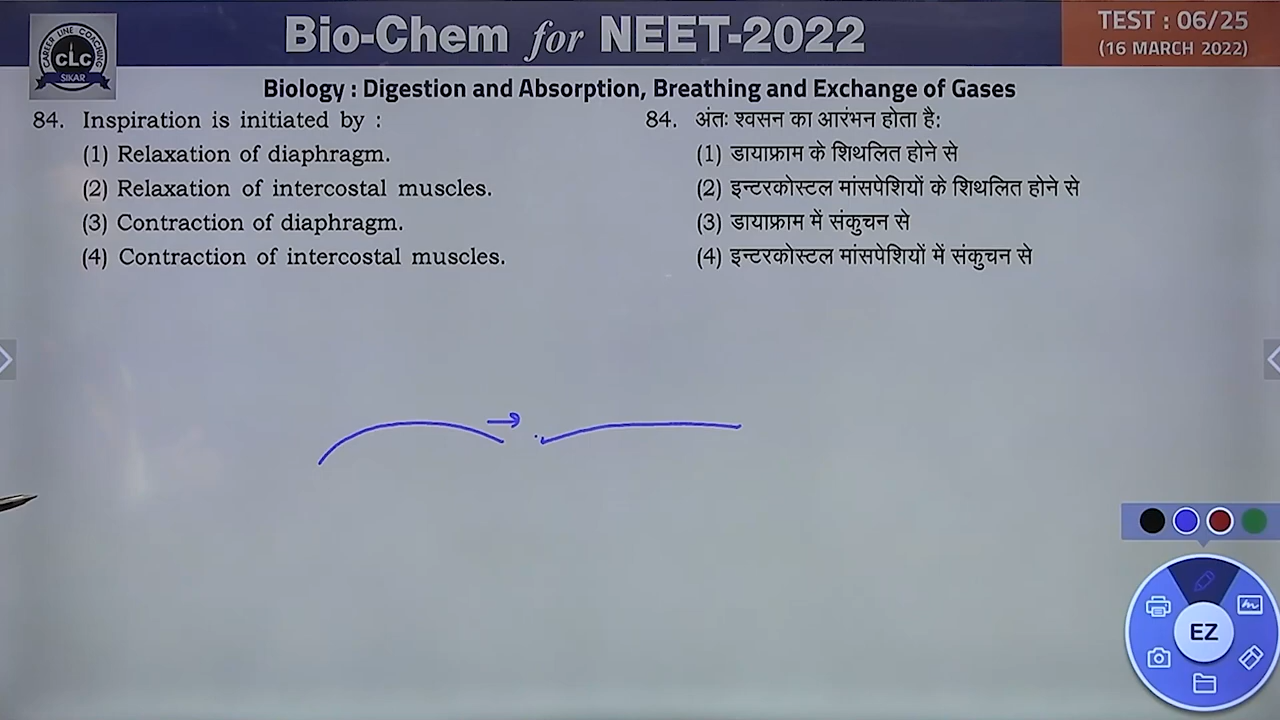 Bio-Chem for NEET-2022
TEST : 06/25
(16 MARCH 2022)
CAREER LINE COACHING
CLC
SIKAR
Biology : Digestion and Absorption, Breathing and Exchange of Gases
84. Inspiration is initiated by :
(1) Relaxation of diaphragm.
(2) Relaxation of intercostal muscles.
(3) Contraction of diaphragm.
(4) Contraction of intercostal muscles.
84. अंतः श्वसन का आरंभन होता है:
(1) डायाफ्राम के शिथलित होने से
(2) इन्टरकोस्टल मांसपेशियों के शिथलित होने से
(3) डायाफ्राम में संकुचन से
(4) इन्टरकोस्टल मांसपेशियों में संकुचन से
EZ